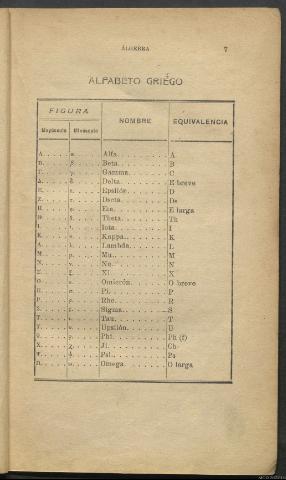 ÁLGEBRA 7
ALFABETO GRIEGO
FIGURA NOMBRE EQUIVALENCIA
Mayúscula Minúscula
Α α Alfa A
Β Beta B
Γ γ Gamma C
Δ δ Delta E breve
Ε ε Epsilón D
Ζ Dseta Ds
Η Eta E larga
Θ Theta Th
Ι ι Iota I
Κ κ Kappa K
Λ λ Lambda L
Μ μ Mu M
Ν ν Nu N
Ξ ξ Xi X
Ο ο Omicrón O breve
Π π Pi P
Ρ ρ Rho R
Σ Sigma S
Τ τ Tau T
Υ υ Upsilón U
Phi Ph (f)
Χ χ Ji Ch
Ψ ψ Psi Ps
Ω ω Omega O larga